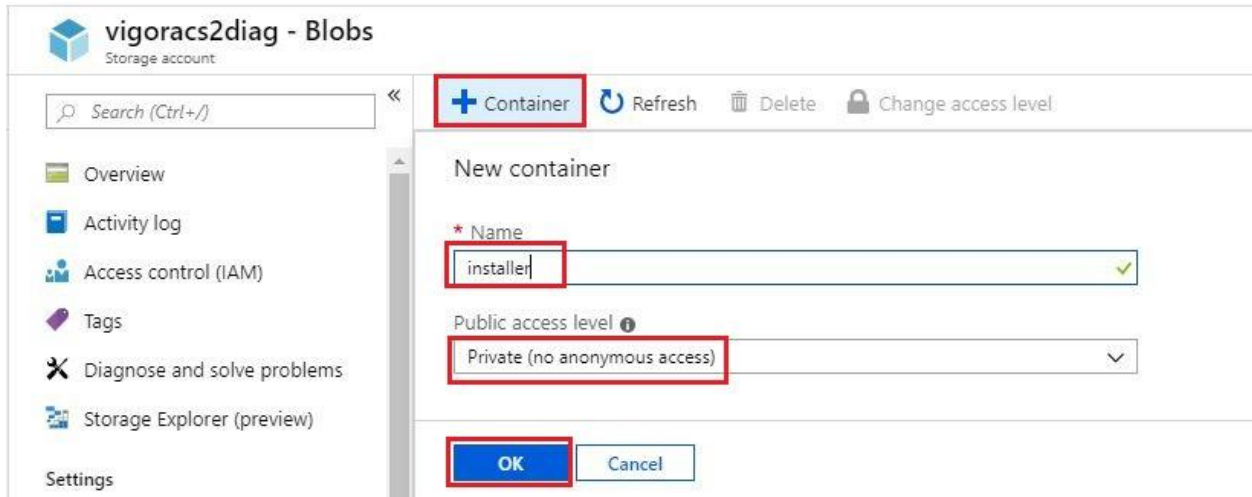 vigoracs2diag - Blobs
Storage account
Search (Ctrl+/)
«
Overview
Activity log
Access control (IAM)
Tags
Diagnose and solve problems
Storage Explorer (preview)
Settings
+ Container Refresh Delete Change access level
New container
* Name
installer
Public access level
Private (no anonymous access)
OK Cancel